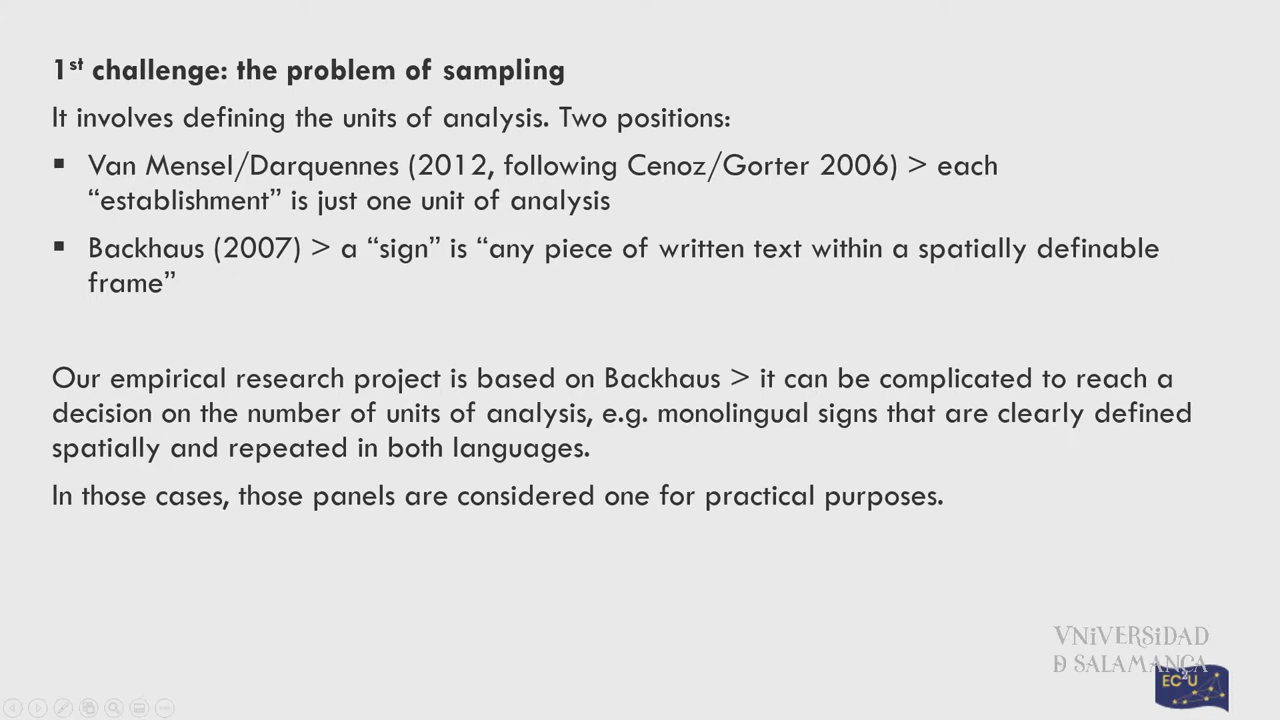 1st challenge: the problem of sampling
It involves defining the units of analysis. Two positions:
▪ Van Mensel/Darquennes (2012, following Cenoz/Gorter 2006) > each
“establishment” is just one unit of analysis
▪ Backhaus (2007) > a “sign” is “any piece of written text within a spatially definable
frame”
Our empirical research project is based on Backhaus > it can be complicated to reach a
decision on the number of units of analysis, e.g. monolingual signs that are clearly defined
spatially and repeated in both languages.
In those cases, those panels are considered one for practical purposes.
VNiVERSiDAD
Ð SALAMANCA
EC2U